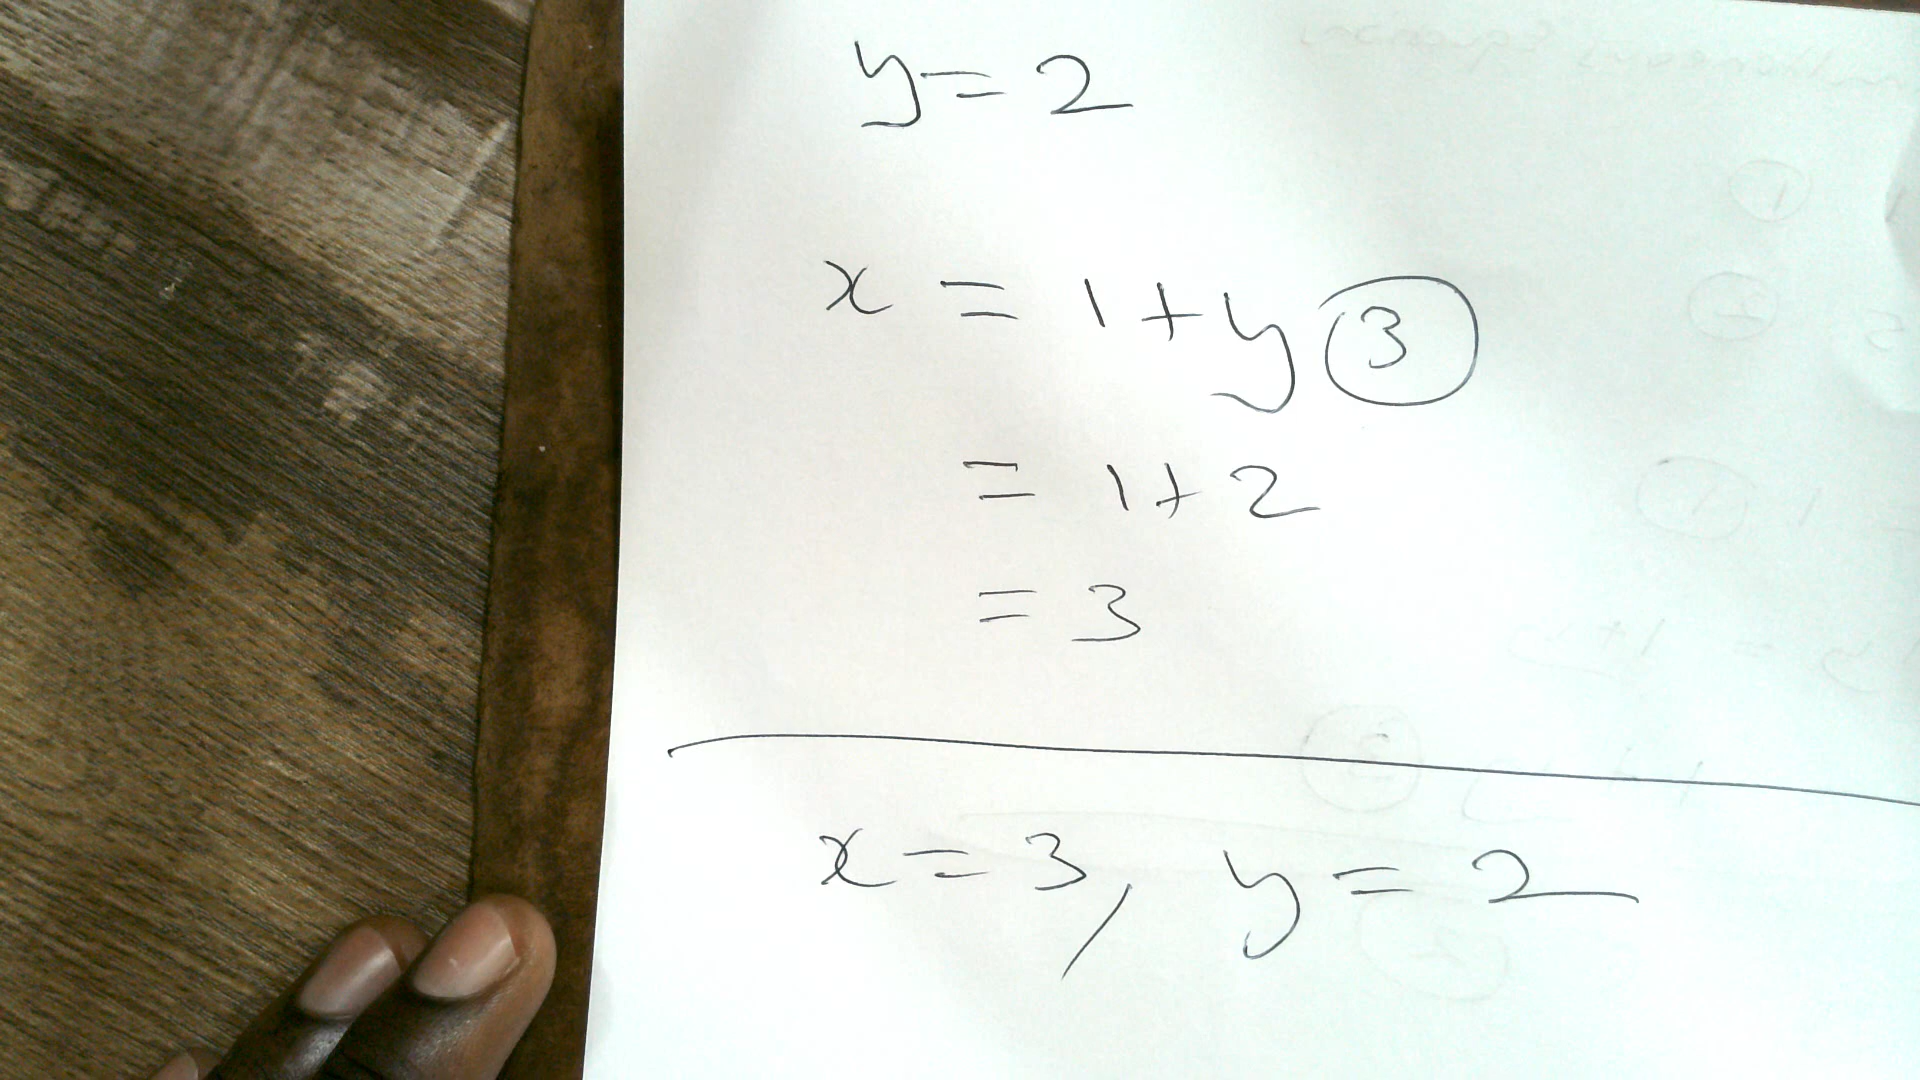 y = 2
x = 1 + y ③
= 1 + 2
= 3
x = 3, y = 2